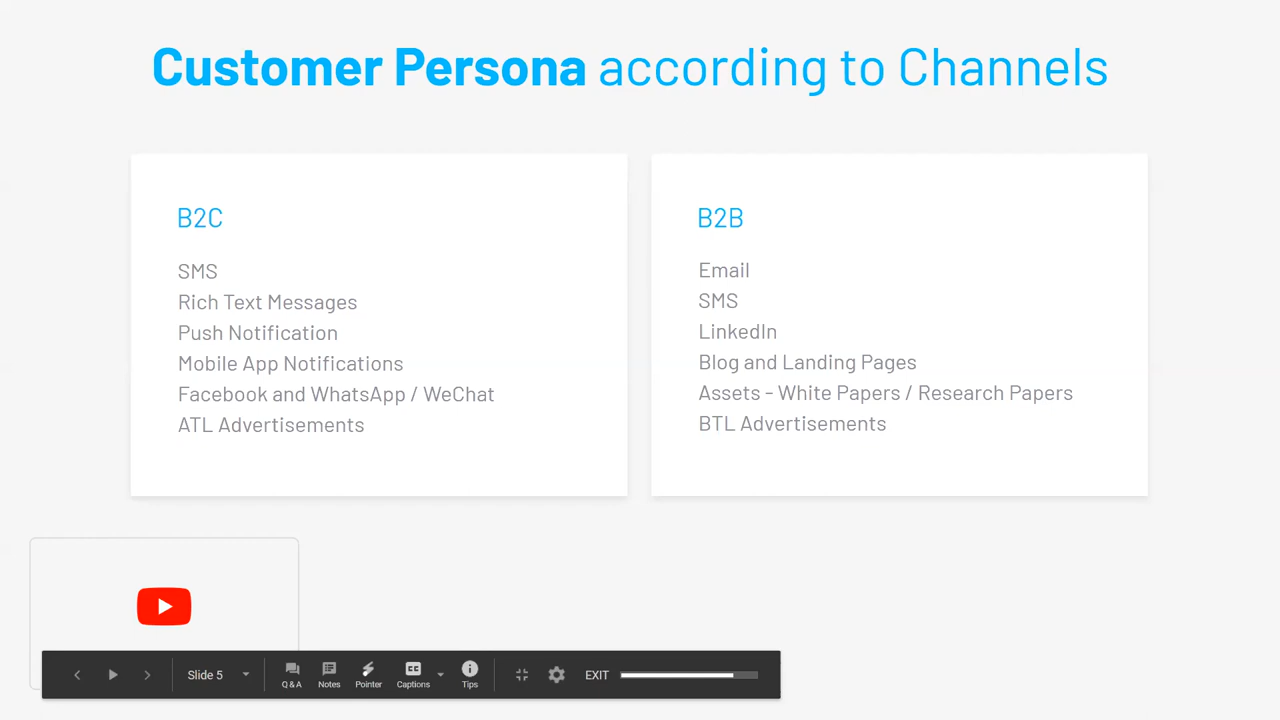 Customer Persona according to Channels
B2C
SMS
Rich Text Messages
Push Notification
Mobile App Notifications
Facebook and WhatsApp / WeChat
ATL Advertisements
B2B
Email
SMS
LinkedIn
Blog and Landing Pages
Assets - White Papers / Research Papers
BTL Advertisements
Slide 5
Q & A
Notes
Pointer
CC
Captions
Tips
EXIT